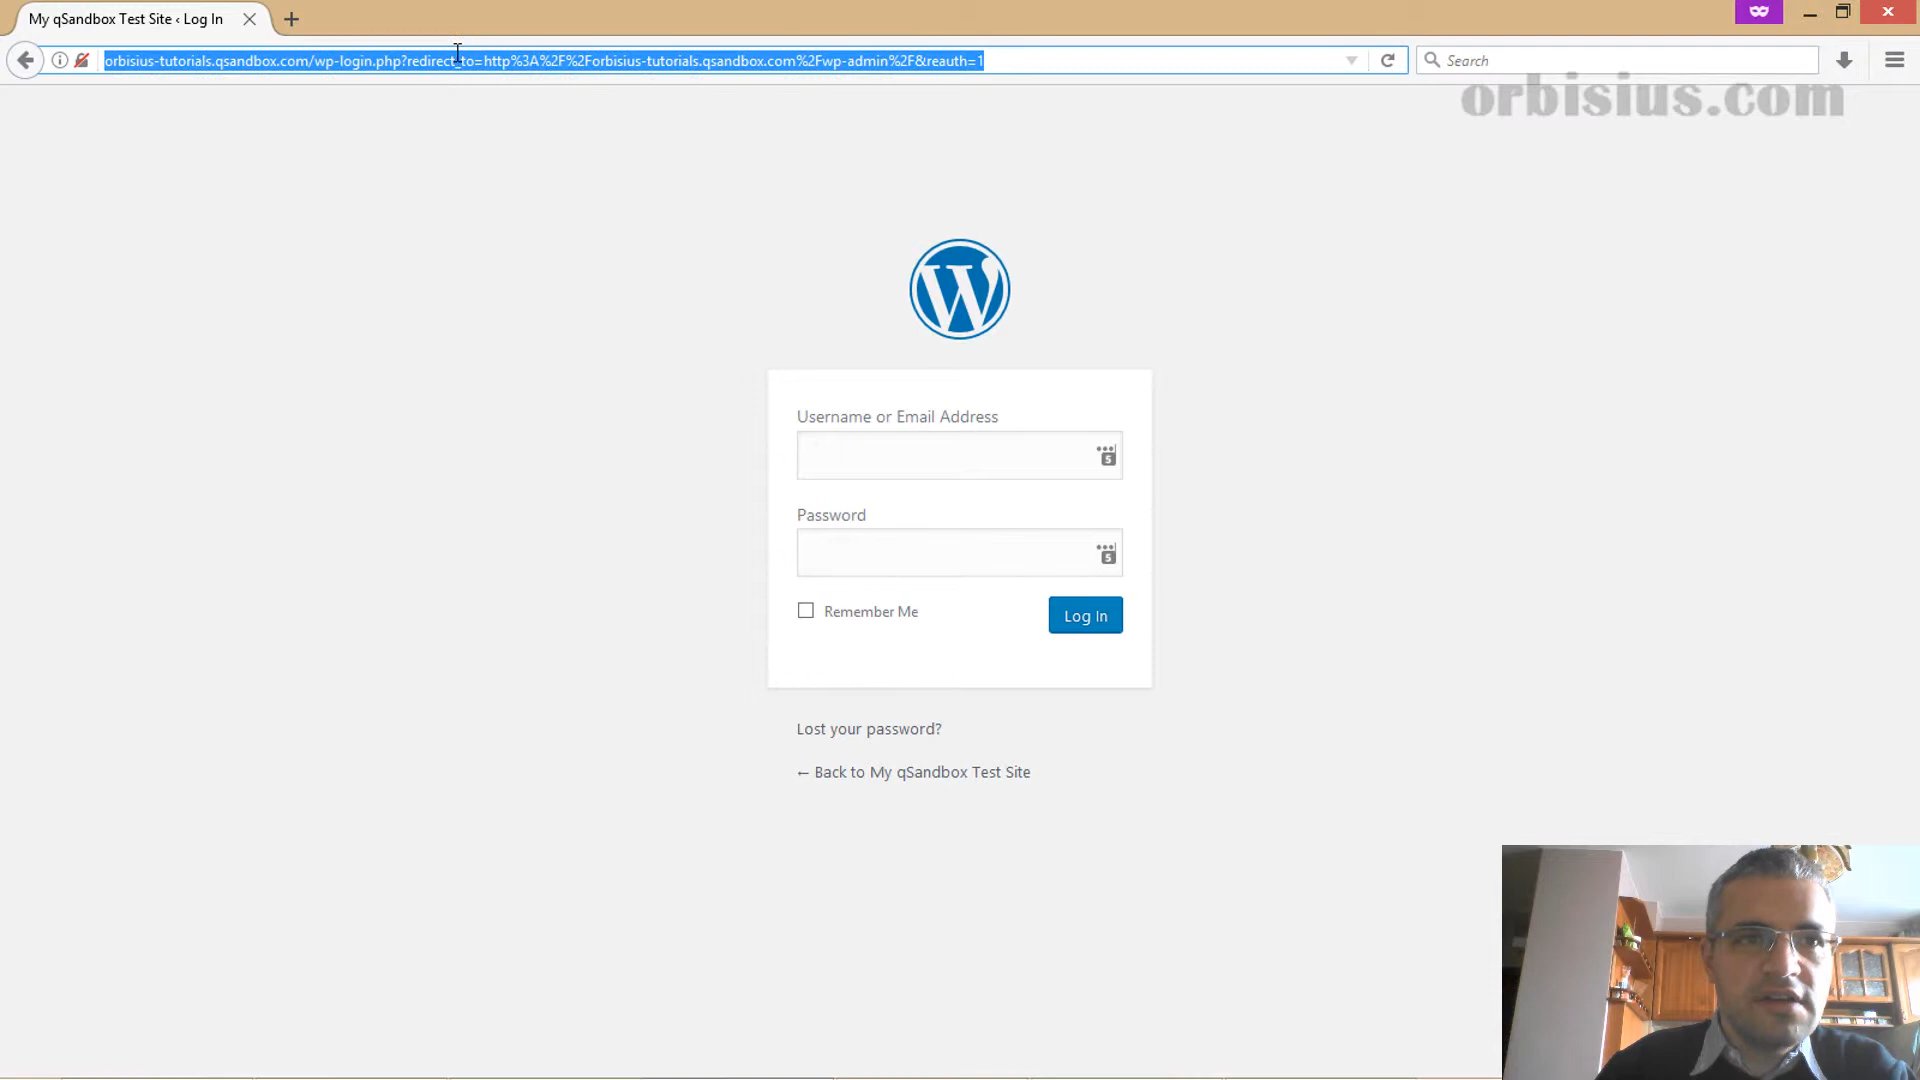 My qSandbox Test Site ‹ Log In
orbisius-tutorials.qsandbox.com/wp-login.php?redirect_to=http%3A%2F%2Forbisius-tutorials.qsandbox.com%2Fwp-admin%2F&reauth=1
Search
orbisius.com
Username or Email Address
5
Password
5
Remember Me
Log In
Lost your password?
← Back to My qSandbox Test Site